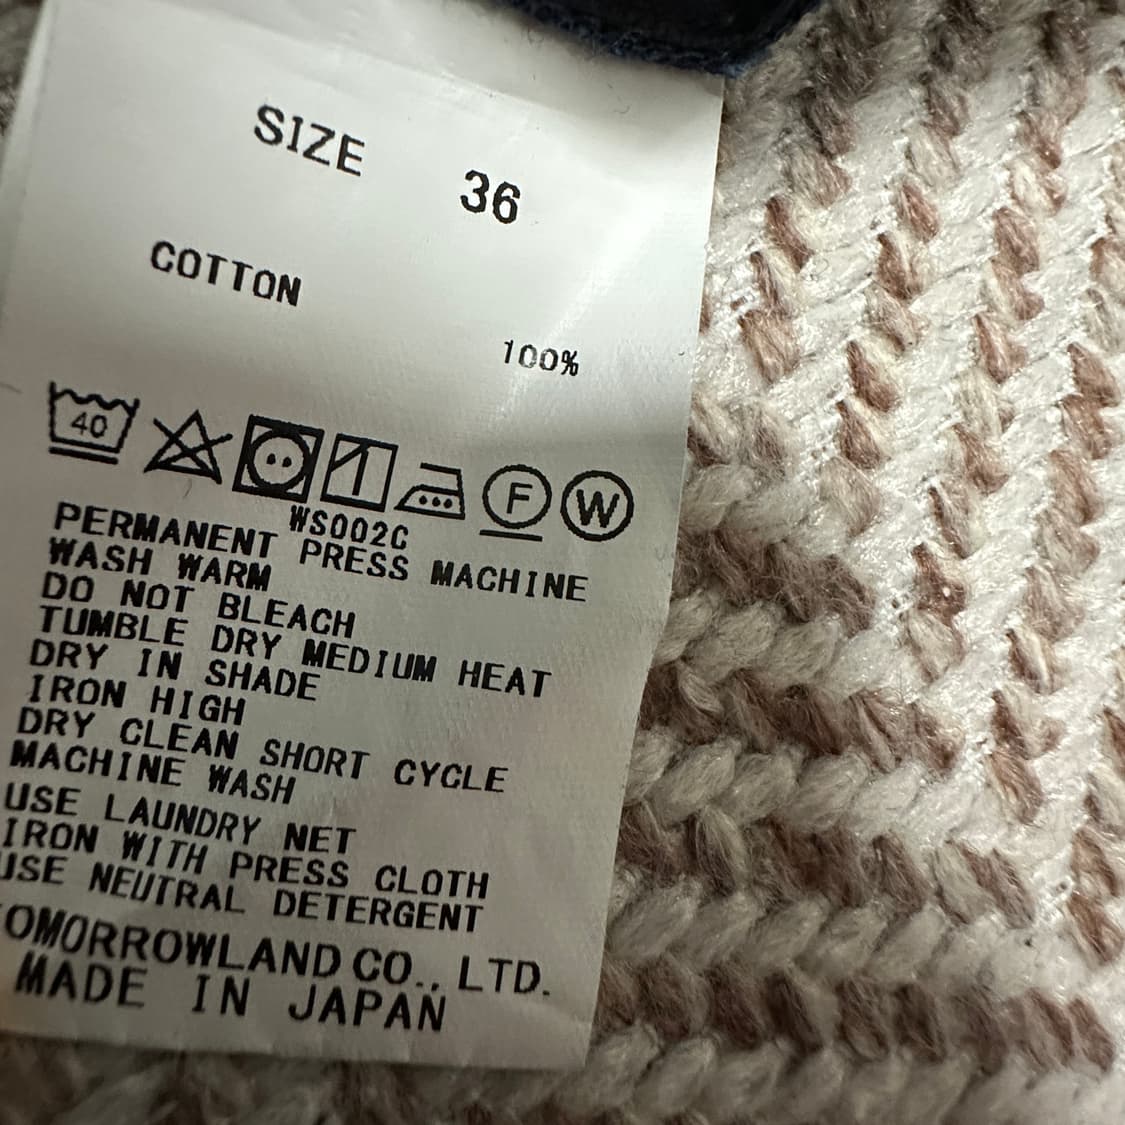 SIZE 36
COTTON
100%
40 F W
WS002C
PERMANENT PRESS MACHINE
WASH WARM
DO NOT BLEACH
TUMBLE DRY MEDIUM HEAT
DRY IN SHADE
IRON HIGH
DRY CLEAN SHORT CYCLE
MACHINE WASH
USE LAUNDRY NET
IRON WITH PRESS CLOTH
USE NEUTRAL DETERGENT
TOMORROWLAND CO., LTD.
MADE IN JAPAN